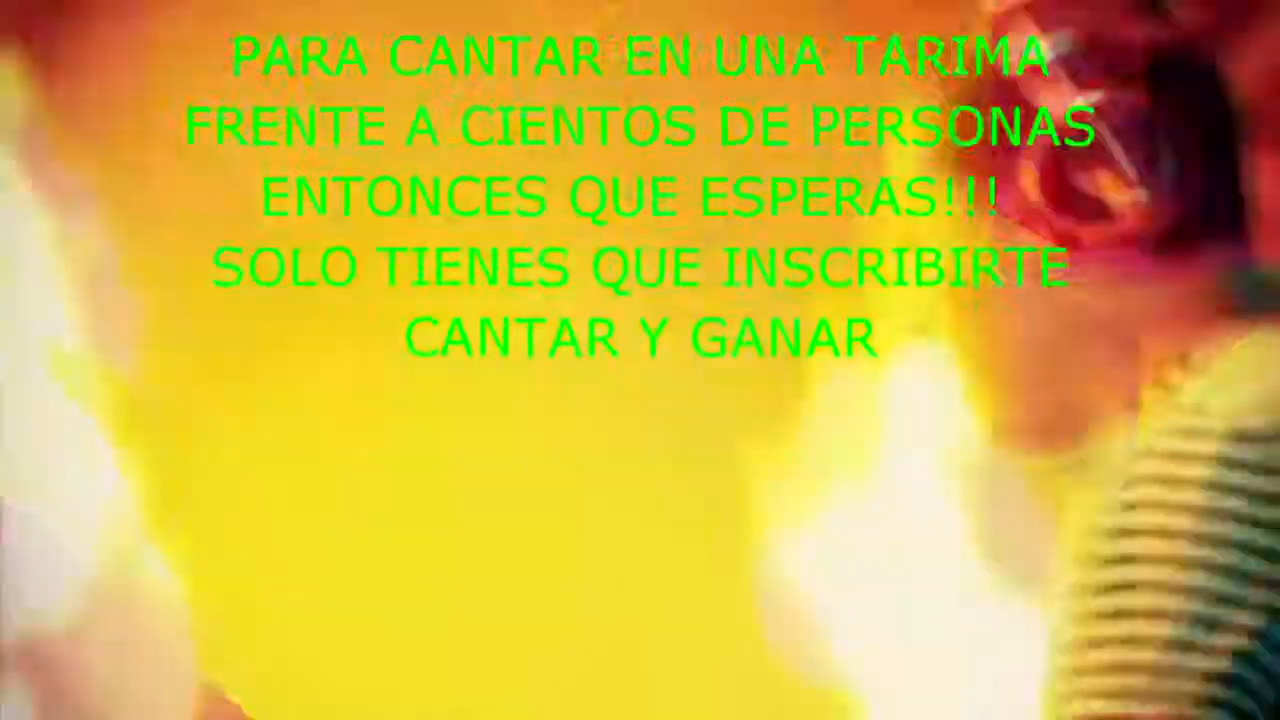 PARA CANTAR EN UNA TARIMA
FRENTE A CIENTOS DE PERSONAS
ENTONCES QUE ESPERAS!!!
SOLO TIENES QUE INSCRIBIRTE
CANTAR Y GANAR